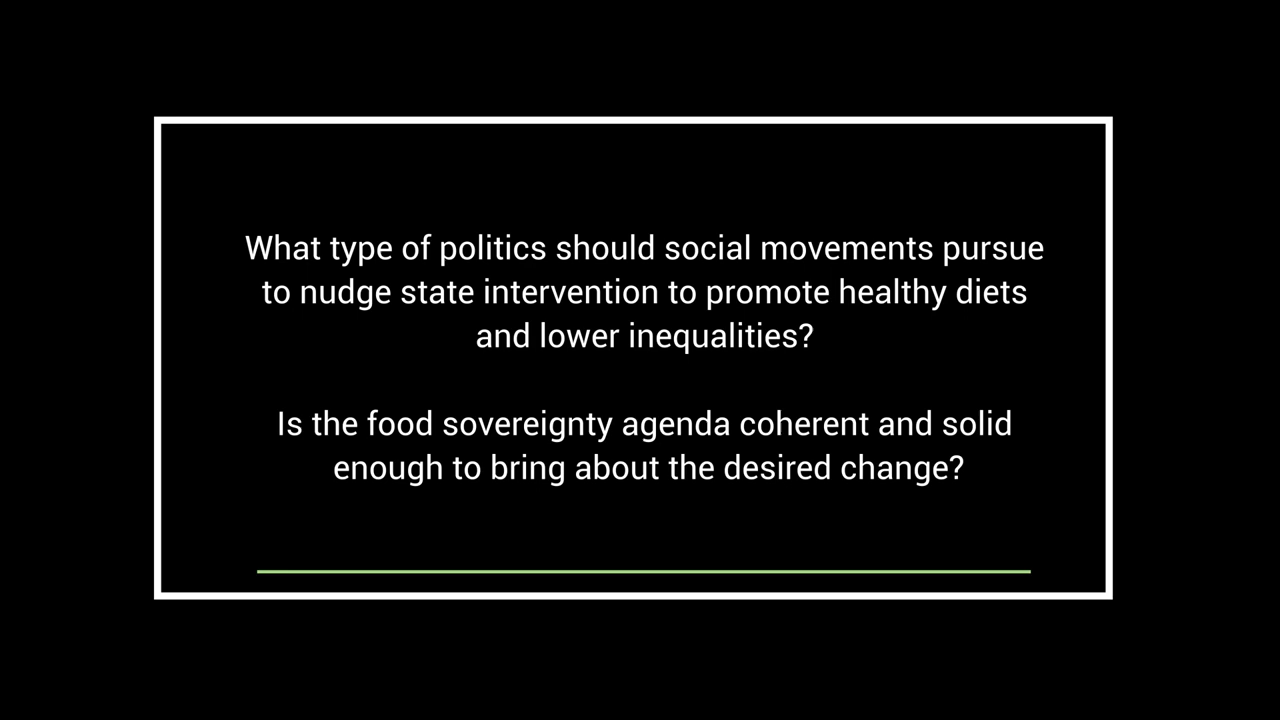 What type of politics should social movements pursue
to nudge state intervention to promote healthy diets
and lower inequalities?
Is the food sovereignty agenda coherent and solid
enough to bring about the desired change?